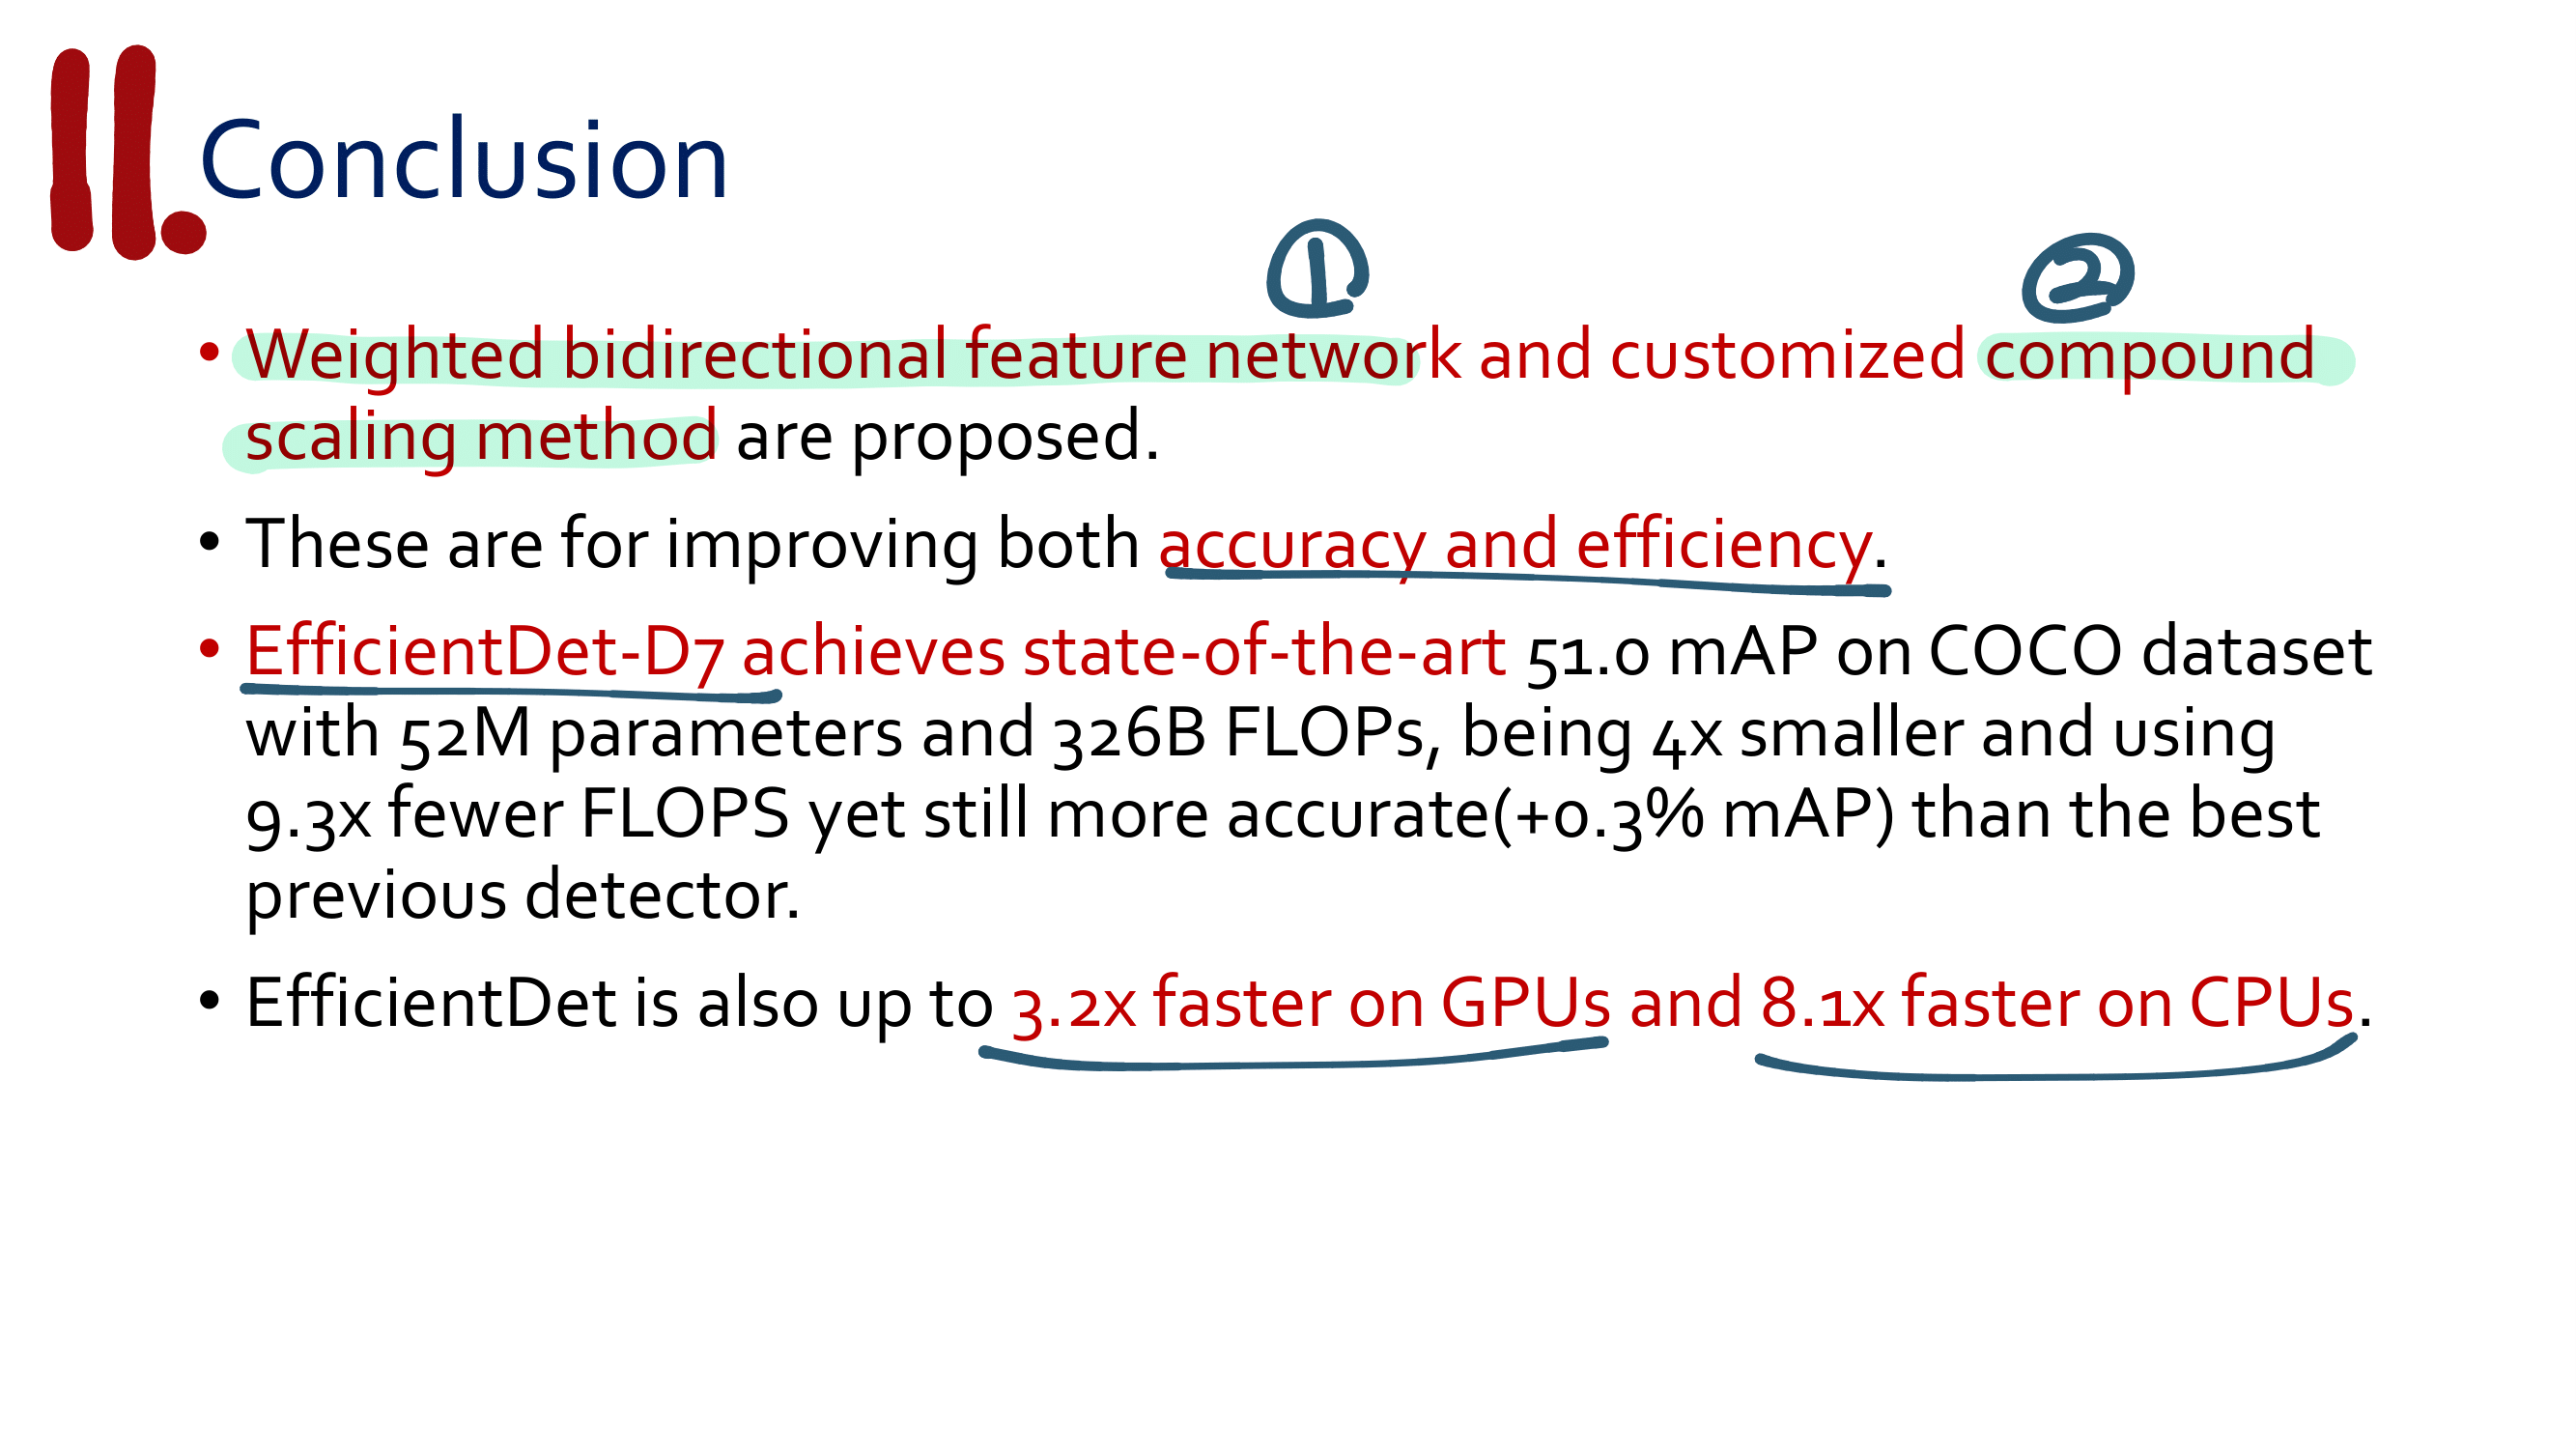 II. Conclusion
① ②
• Weighted bidirectional feature network and customized compound
scaling method are proposed.
• These are for improving both accuracy and efficiency.
• EfficientDet-D7 achieves state-of-the-art 51.0 mAP on COCO dataset
with 52M parameters and 326B FLOPs, being 4x smaller and using
9.3x fewer FLOPS yet still more accurate(+0.3% mAP) than the best
previous detector.
• EfficientDet is also up to 3.2x faster on GPUs and 8.1x faster on CPUs.